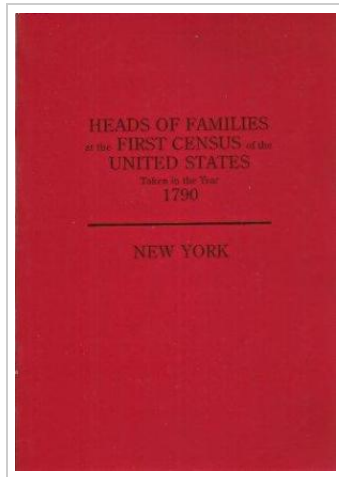 HEADS OF FAMILIES
at the FIRST CENSUS of the
UNITED STATES
Taken in the Year
1790
NEW YORK